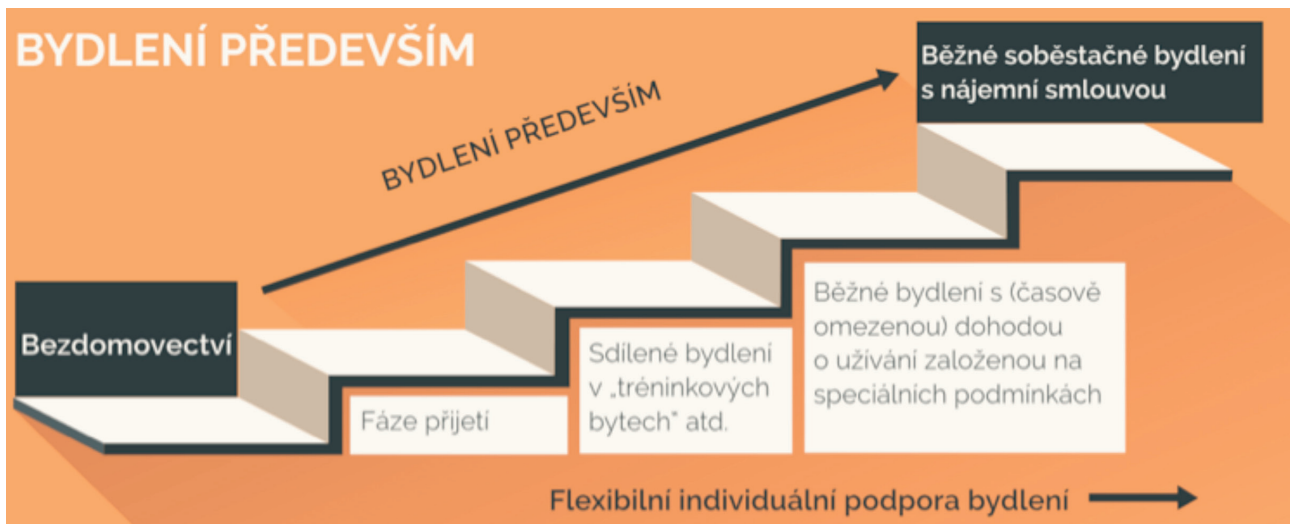 BYDLENÍ PŘEDEVŠÍM
BYDLENÍ PŘEDEVŠÍM
Běžné soběstačné bydlení
s nájemní smlouvou
Bezdomovectví
Fáze přijetí
Sdílené bydlení
v „tréninkových
bytech“ atd.
Běžné bydlení s (časově
omezenou) dohodou
o užívání založenou na
speciálních podmínkách
Flexibilní individuální podpora bydlení